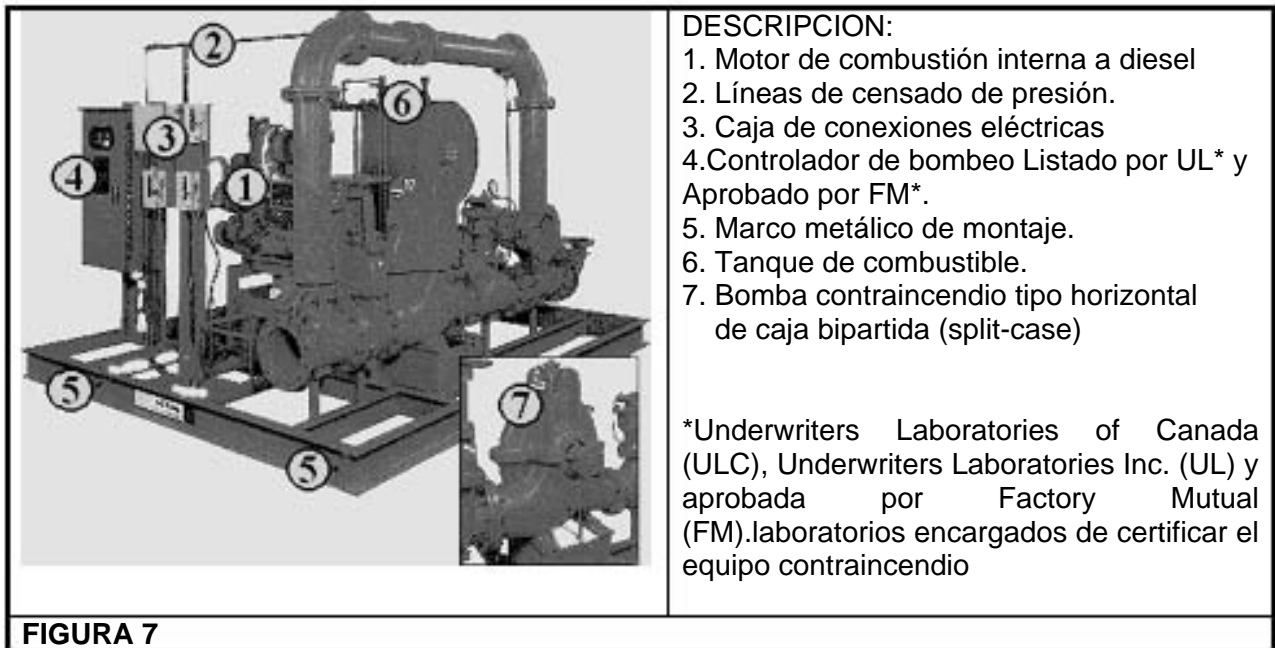 DESCRIPCION:
1. Motor de combustión interna a diesel
2. Líneas de censado de presión.
3. Caja de conexiones eléctricas
4.Controlador de bombeo Listado por UL* y
Aprobado por FM*.
5. Marco metálico de montaje.
6. Tanque de combustible.
7. Bomba contraincendio tipo horizontal
de caja bipartida (split-case)
*Underwriters Laboratories of Canada
(ULC), Underwriters Laboratories Inc. (UL) y
aprobada por Factory Mutual
(FM).laboratorios encargados de certificar el
equipo contraincendio
2
6
3
4
1
5
7
5
FIGURA 7